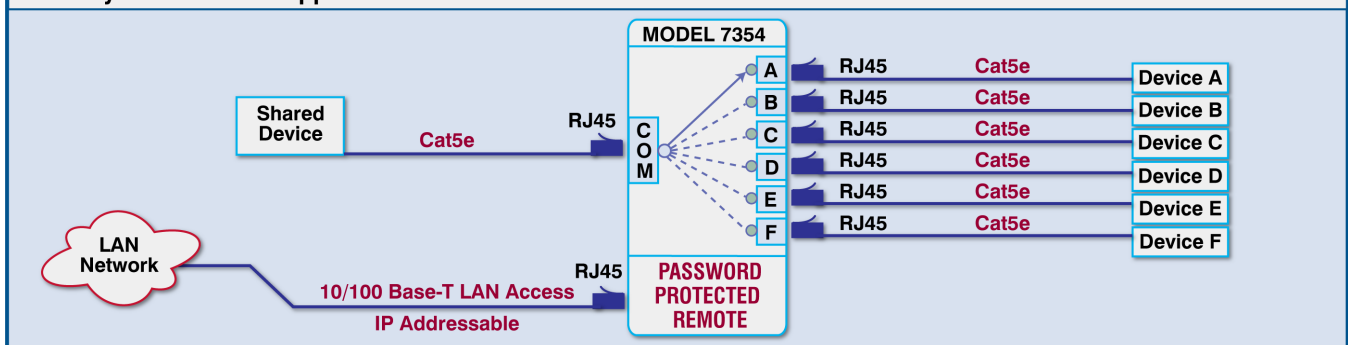 MODEL 7354
Shared
Device
Cat5e
RJ45
COM
A
B
C
D
E
F
RJ45 Cat5e Device A
RJ45 Cat5e Device B
RJ45 Cat5e Device C
RJ45 Cat5e Device D
RJ45 Cat5e Device E
RJ45 Cat5e Device F
LAN
Network
10/100 Base-T LAN Access
IP Addressable
RJ45
PASSWORD
PROTECTED
REMOTE